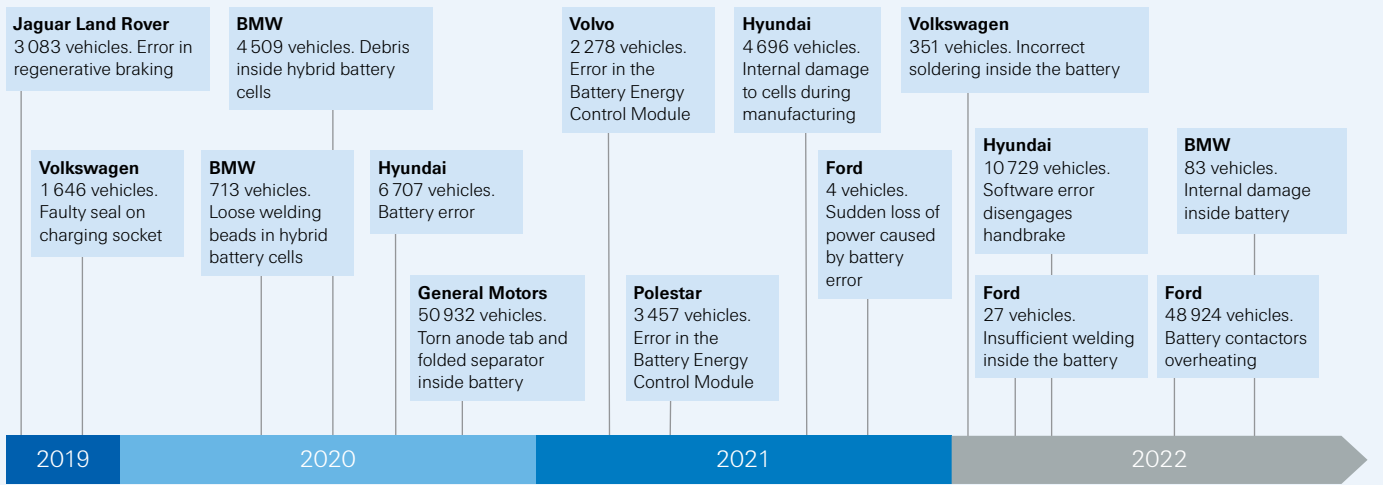 Jaguar Land Rover
3 083 vehicles. Error in
regenerative braking
BMW
4 509 vehicles. Debris
inside hybrid battery
cells
Volvo
2 278 vehicles.
Error in the
Battery Energy
Control Module
Hyundai
4 696 vehicles.
Internal damage
to cells during
manufacturing
Volkswagen
351 vehicles. Incorrect
soldering inside the battery
Volkswagen
1 646 vehicles.
Faulty seal on
charging socket
BMW
713 vehicles.
Loose welding
beads in hybrid
battery cells
Hyundai
6 707 vehicles.
Battery error
Ford
4 vehicles.
Sudden loss of
power caused
by battery
error
Hyundai
10 729 vehicles.
Software error
disengages
handbrake
BMW
83 vehicles.
Internal damage
inside battery
General Motors
50 932 vehicles.
Torn anode tab and
folded separator
inside battery
Polestar
3 457 vehicles.
Error in the
Battery Energy
Control Module
Ford
27 vehicles.
Insufficient welding
inside the battery
Ford
48 924 vehicles.
Battery contactors
overheating
2019
2020
2021
2022